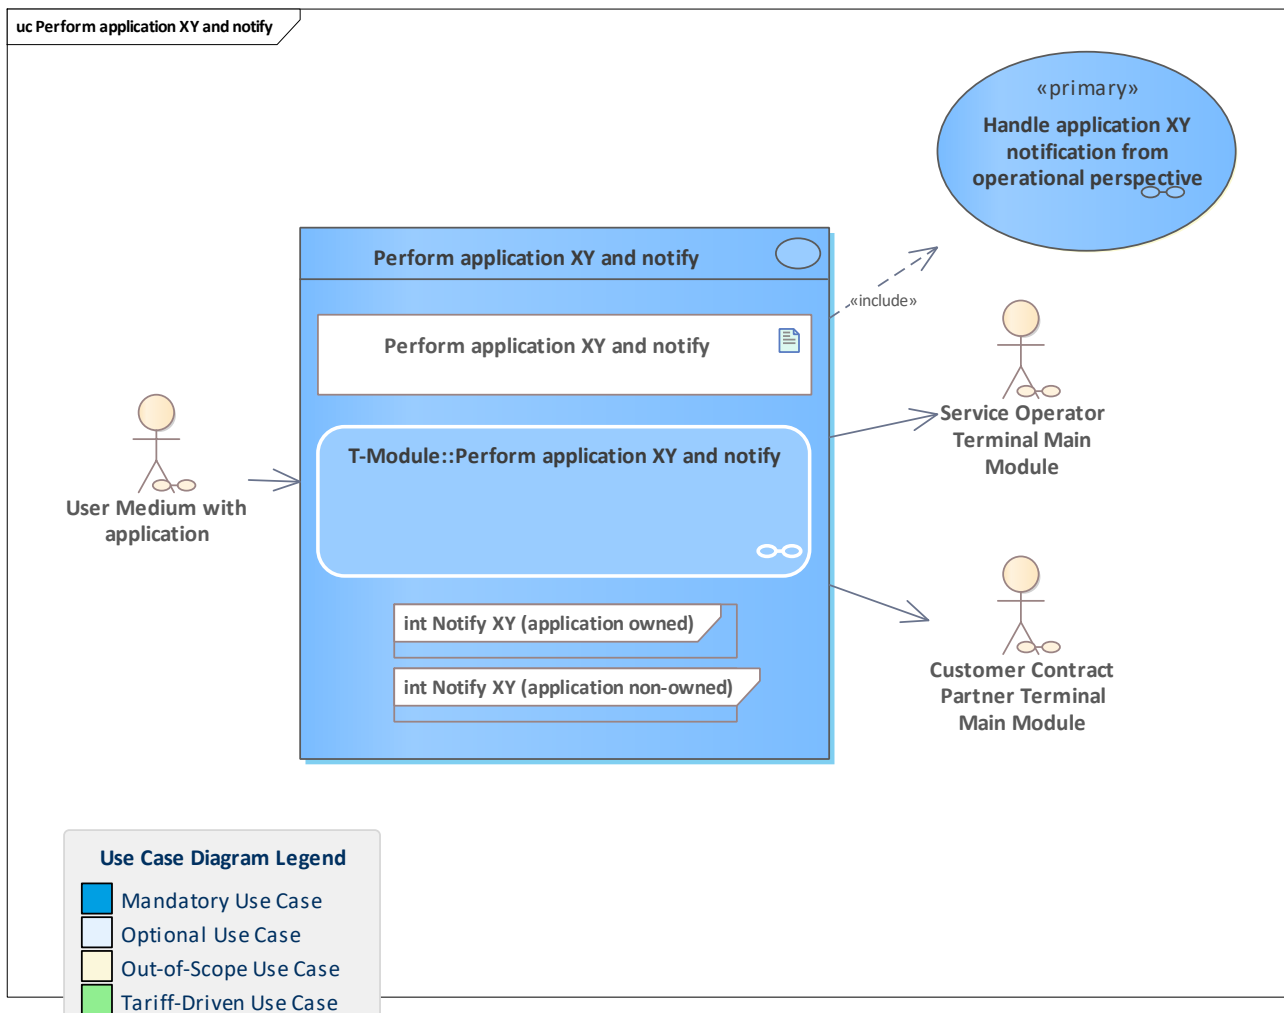 uc Perform application XY and notify
«primary»
Handle application XY
notification from
operational perspective
Perform application XY and notify
«include»
Perform application XY and notify
T-Module::Perform application XY and notify
User Medium with
application
Service Operator
Terminal Main
Module
int Notify XY (application owned)
int Notify XY (application non-owned)
Customer Contract
Partner Terminal
Main Module
Use Case Diagram Legend
Mandatory Use Case
Optional Use Case
Out-of-Scope Use Case
Tariff-Driven Use Case